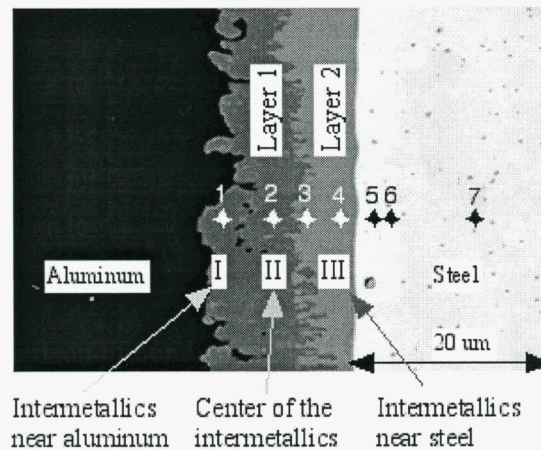 Layer 1
Layer 2
1 2 3 4 5 6 7
Aluminum I II III Steel
20 um
Intermetallics
near aluminum
Center of the
intermetallics
Intermetallics
near steel